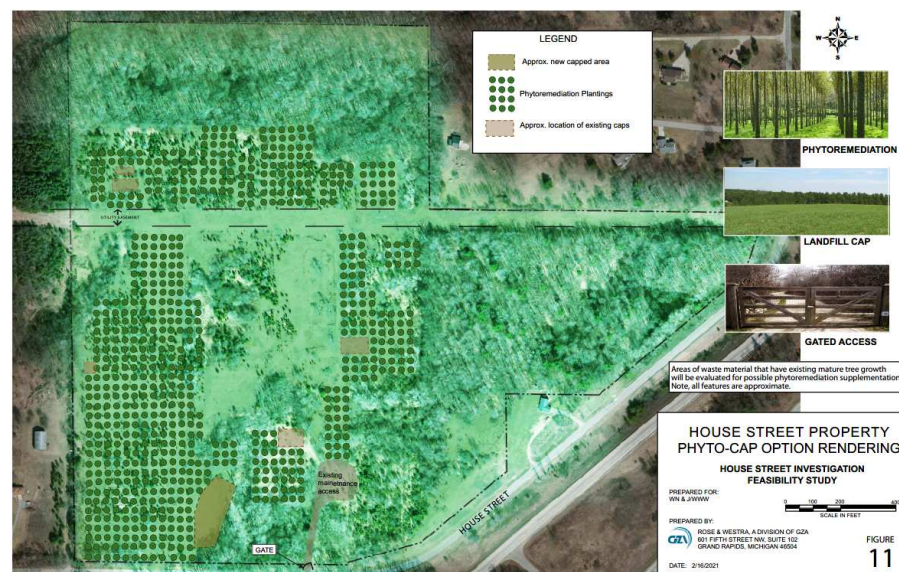 LEGEND
Approx. new capped area
Phytoremediation Plantings
Approx. location of existing caps
N
W
E
S
PHYTOREMEDIATION
LANDFILL CAP
GATED ACCESS
UTILITY EASEMENT
Existing
maintnance
access
GATE
HOUSE STREET
Areas of waste material that have existing mature tree growth
will be evaluated for possible phytoremediation supplementation
Note, all features are approximate.
HOUSE STREET PROPERTY
PHYTO-CAP OPTION RENDERING
HOUSE STREET INVESTIGATION
FEASIBILITY STUDY
PREPARED FOR:
WN & J/WWW
0 100 200 400
SCALE IN FEET
PREPARED BY:
GZA
ROSE & WESTRA, A DIVISION OF GZA
601 FIFTH STREET NW, SUITE 102
GRAND RAPIDS, MICHIGAN 46504
DATE: 2/16/2021
FIGURE
11